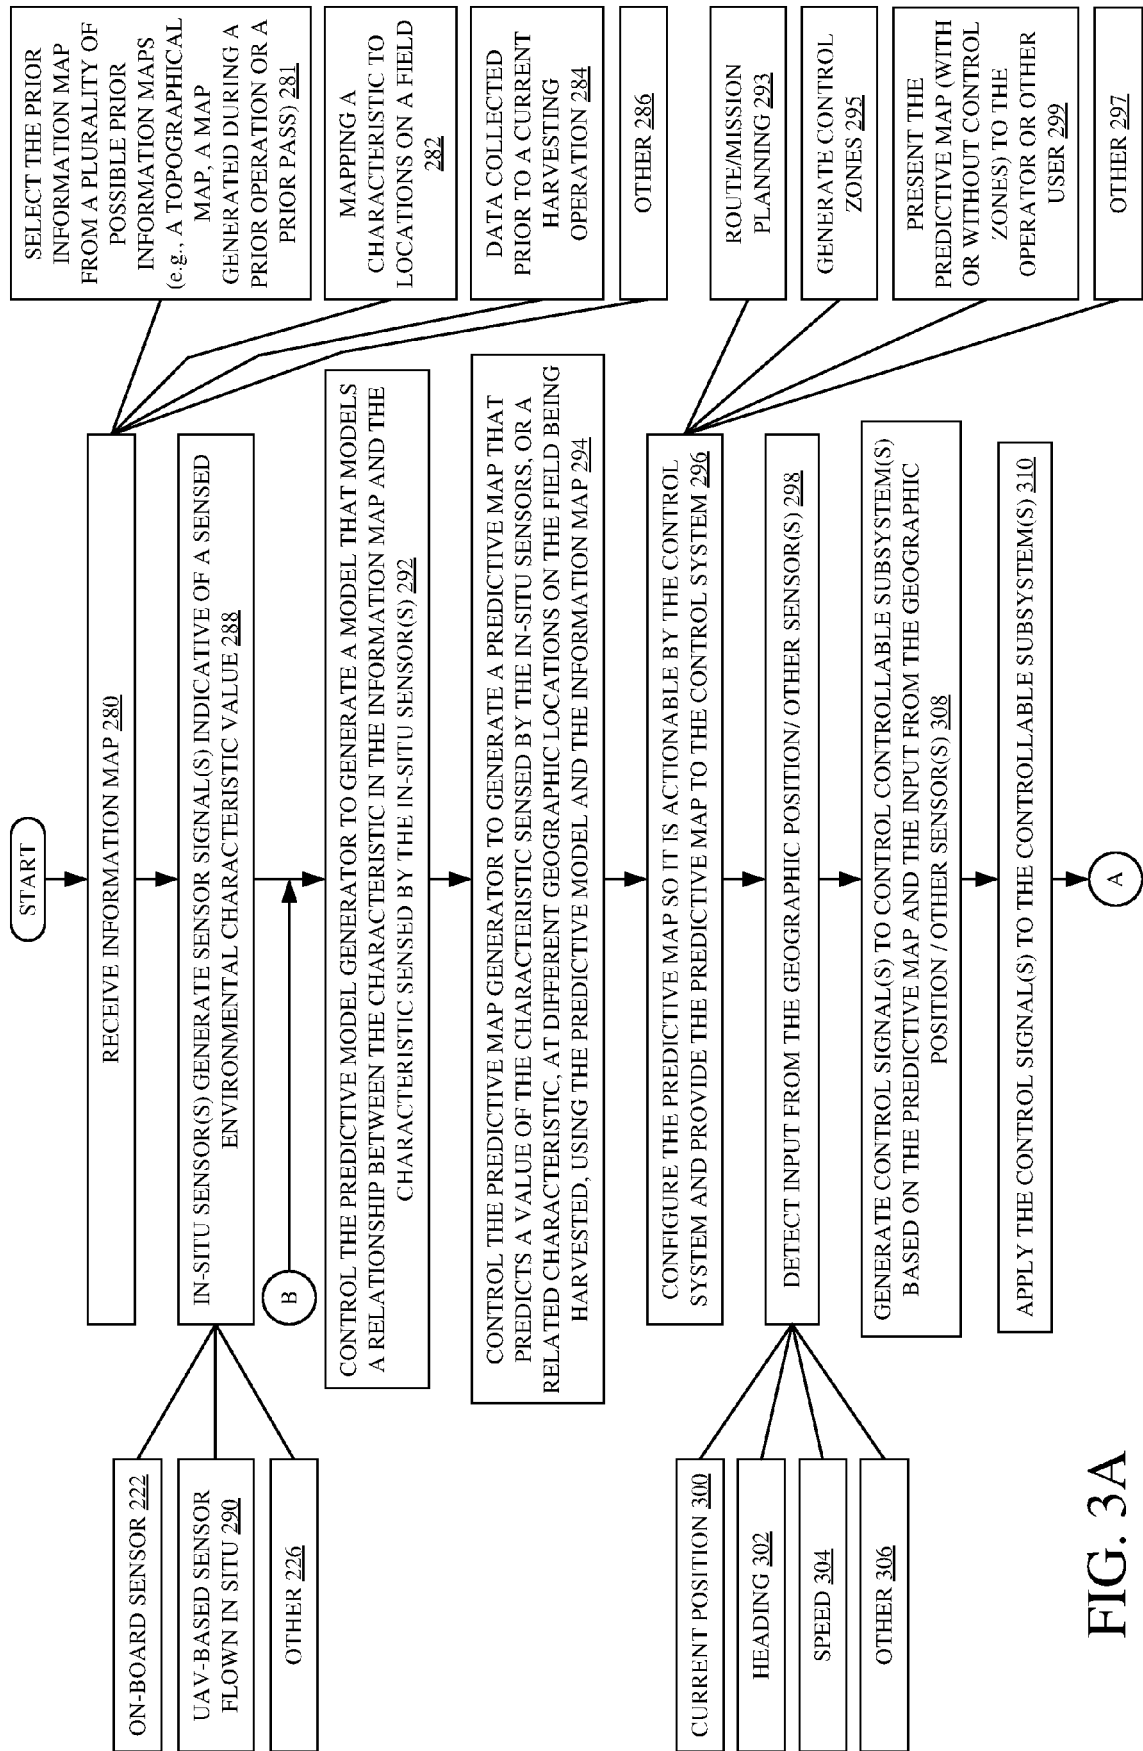 START
RECEIVE INFORMATION MAP 280
SELECT THE PRIOR
INFORMATION MAP
FROM A PLURALITY OF
POSSIBLE PRIOR
INFORMATION MAPS
(e.g., A TOPOGRAPHICAL
MAP, A MAP
GENERATED DURING A
PRIOR OPERATION OR A
PRIOR PASS) 281
MAPPING A
CHARACTERISTIC TO
LOCATIONS ON A FIELD
282
DATA COLLECTED
PRIOR TO A CURRENT
HARVESTING
OPERATION 284
OTHER 286
IN-SITU SENSOR(S) GENERATE SENSOR SIGNAL(S) INDICATIVE OF A SENSED
ENVIRONMENTAL CHARACTERISTIC VALUE 288
ON-BOARD SENSOR 222
UAV-BASED SENSOR
FLOWN IN SITU 290
OTHER 226
B
CONTROL THE PREDICTIVE MODEL GENERATOR TO GENERATE A MODEL THAT MODELS
A RELATIONSHIP BETWEEN THE CHARACTERISTIC IN THE INFORMATION MAP AND THE
CHARACTERISTIC SENSED BY THE IN-SITU SENSOR(S) 292
CONTROL THE PREDICTIVE MAP GENERATOR TO GENERATE A PREDICTIVE MAP THAT
PREDICTS A VALUE OF THE CHARACTERISTIC SENSED BY THE IN-SITU SENSORS, OR A
RELATED CHARACTERISTIC, AT DIFFERENT GEOGRAPHIC LOCATIONS ON THE FIELD BEING
HARVESTED, USING THE PREDICTIVE MODEL AND THE INFORMATION MAP 294
CONFIGURE THE PREDICTIVE MAP SO IT IS ACTIONABLE BY THE CONTROL
SYSTEM AND PROVIDE THE PREDICTIVE MAP TO THE CONTROL SYSTEM 296
ROUTE/MISSION
PLANNING 293
GENERATE CONTROL
ZONES 295
PRESENT THE
PREDICTIVE MAP (WITH
OR WITHOUT CONTROL
ZONES) TO THE
OPERATOR OR OTHER
USER 299
OTHER 297
DETECT INPUT FROM THE GEOGRAPHIC POSITION/ OTHER SENSOR(S) 298
CURRENT POSITION 300
HEADING 302
SPEED 304
OTHER 306
GENERATE CONTROL SIGNAL(S) TO CONTROL CONTROLLABLE SUBSYSTEM(S)
BASED ON THE PREDICTIVE MAP AND THE INPUT FROM THE GEOGRAPHIC
POSITION / OTHER SENSOR(S) 308
APPLY THE CONTROL SIGNAL(S) TO THE CONTROLLABLE SUBSYSTEM(S) 310
A
FIG. 3A